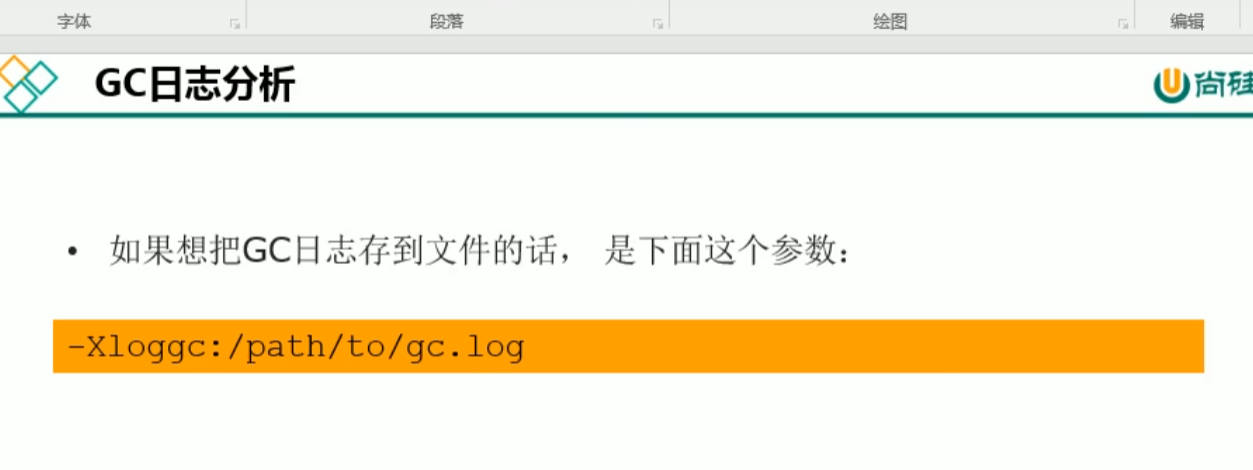 字体 段落 绘图 编辑
GC日志分析
尚硅
• 如果想把GC日志存到文件的话， 是下面这个参数：
-Xloggc:/path/to/gc.log